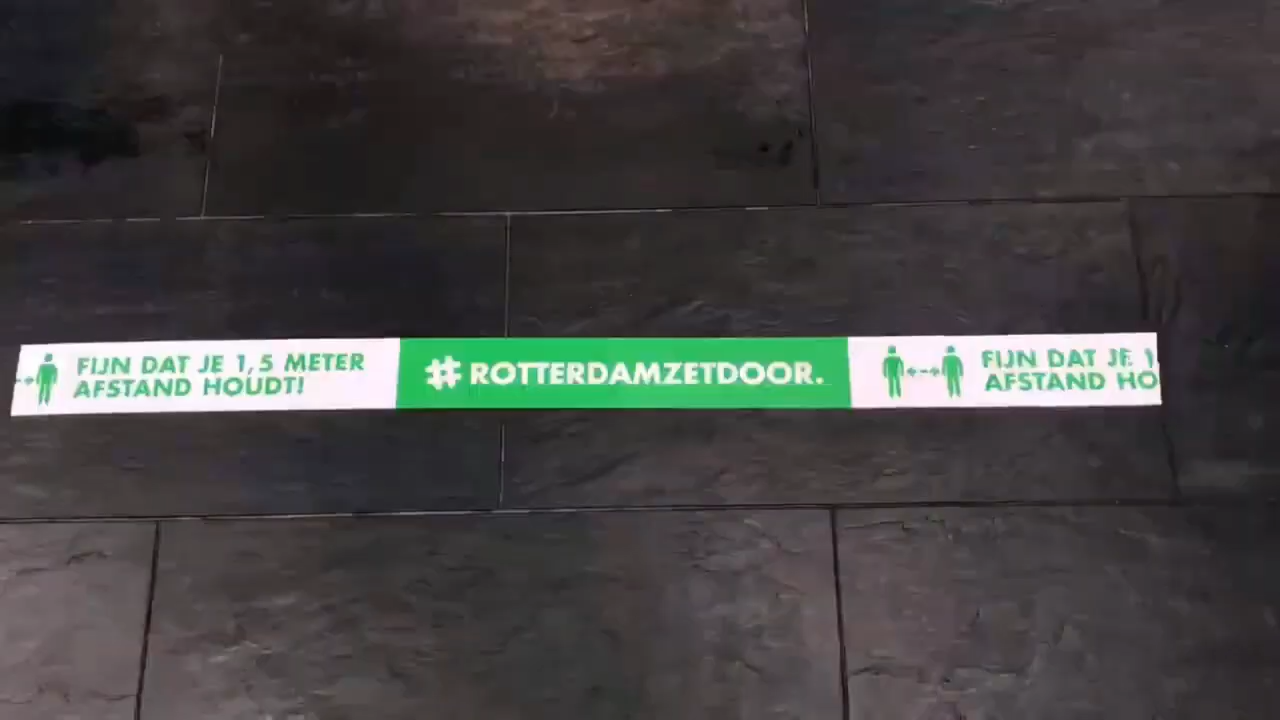 FIJN DAT JE 1,5 METER
AFSTAND HOUDT!
#ROTTERDAMZETDOOR.
FIJN DAT JE 1
AFSTAND HO